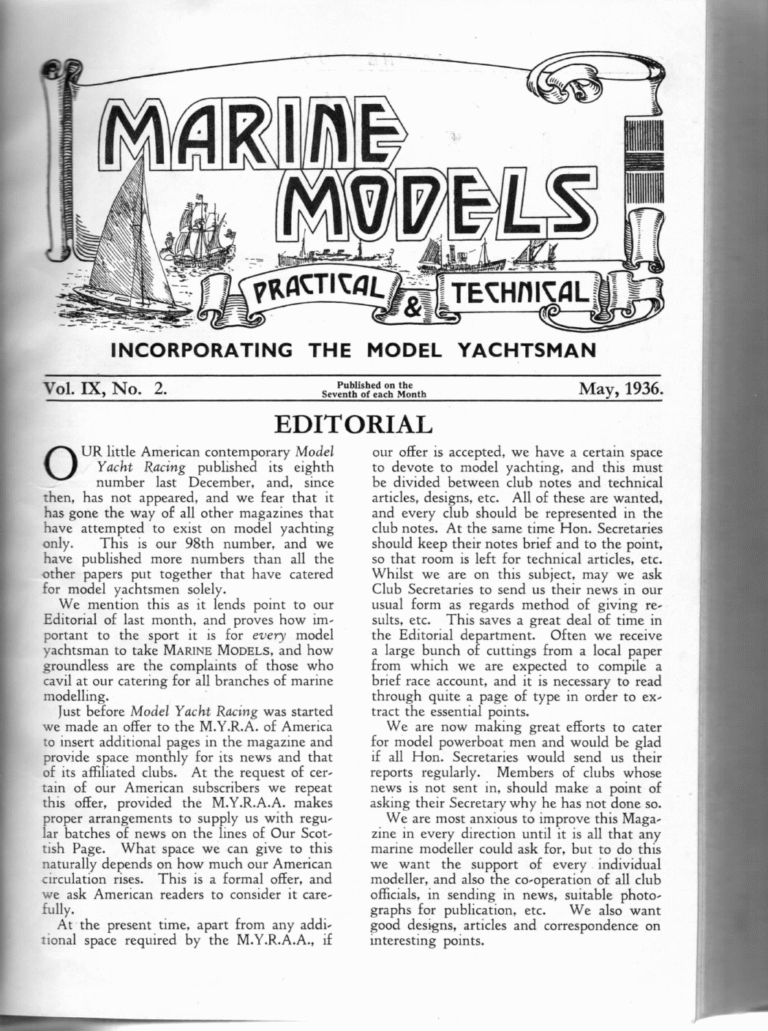 MARINE
MODELS
PRACTICAL & TECHNICAL
INCORPORATING THE MODEL YACHTSMAN
Vol. IX, No. 2.
Published on the
Seventh of each Month
May, 1936.
EDITORIAL
OUR little American contemporary Model
Yacht Racing published its eighth
number last December, and, since
then, has not appeared, and we fear that it
has gone the way of all other magazines that
have attempted to exist on model yachting
only. This is our 98th number, and we
have published more numbers than all the
other papers put together that have catered
for model yachtsmen solely.
We mention this as it lends point to our
Editorial of last month, and proves how im-
portant to the sport it is for every model
yachtsman to take MARINE MODELS, and how
groundless are the complaints of those who
cavil at our catering for all branches of marine
modelling.
Just before Model Yacht Racing was started
we made an offer to the M.Y.R.A. of America
to insert additional pages in the magazine and
provide space monthly for its news and that
of its affiliated clubs. At the request of cer-
tain of our American subscribers we repeat
this offer, provided the M.Y.R.A.A. makes
proper arrangements to supply us with regu-
lar batches of news on the lines of Our Scot-
tish Page. What space we can give to this
naturally depends on how much our American
circulation rises. This is a formal offer, and
we ask American readers to consider it care-
fully.
At the present time, apart from any addi-
tional space required by the M.Y.R.A.A., if
our offer is accepted, we have a certain space
to devote to model yachting, and this must
be divided between club notes and technical
articles, designs, etc. All of these are wanted,
and every club should be represented in the
club notes. At the same time Hon. Secretaries
should keep their notes brief and to the point,
so that room is left for technical articles, etc.
Whilst we are on this subject, may we ask
Club Secretaries to send us their news in our
usual form as regards method of giving re-
sults, etc. This saves a great deal of time in
the Editorial department. Often we receive
a large bunch of cuttings from a local paper
from which we are expected to compile a
brief race account, and it is necessary to read
through quite a page of type in order to ex-
tract the essential points.
We are now making great efforts to cater
for model powerboat men and would be glad
if all Hon. Secretaries would send us their
reports regularly. Members of clubs whose
news is not sent in, should make a point of
asking their Secretary why he has not done so.
We are most anxious to improve this Maga-
zine in every direction until it is all that any
marine modeller could ask for, but to do this
we want the support of every individual
modeller, and also the co-operation of all club
officials, in sending in news, suitable photo-
graphs for publication, etc. We also want
good designs, articles and correspondence on
interesting points.